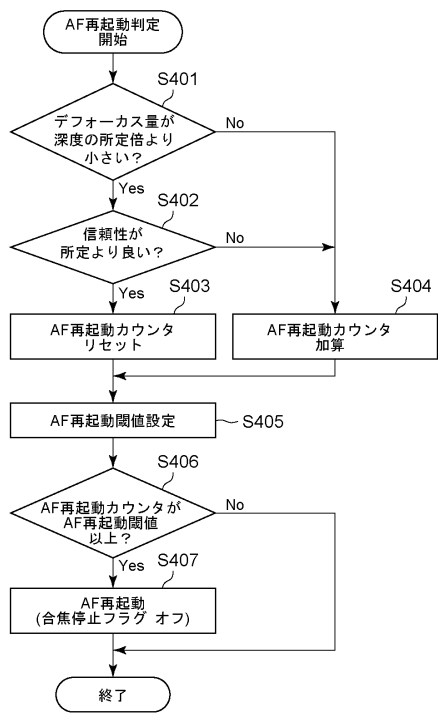 AF再起動判定
開始
S401
デフォーカス量が
深度の所定倍より
小さい？
No
Yes
S402
信頼性が
所定より良い？
No
Yes
S403
AF再起動カウンタ
リセット
S404
AF再起動カウンタ
加算
AF再起動閾値設定
S405
S406
AF再起動カウンタが
AF再起動閾値
以上？
No
Yes
S407
AF再起動
(合焦停止フラグ オフ)
終了